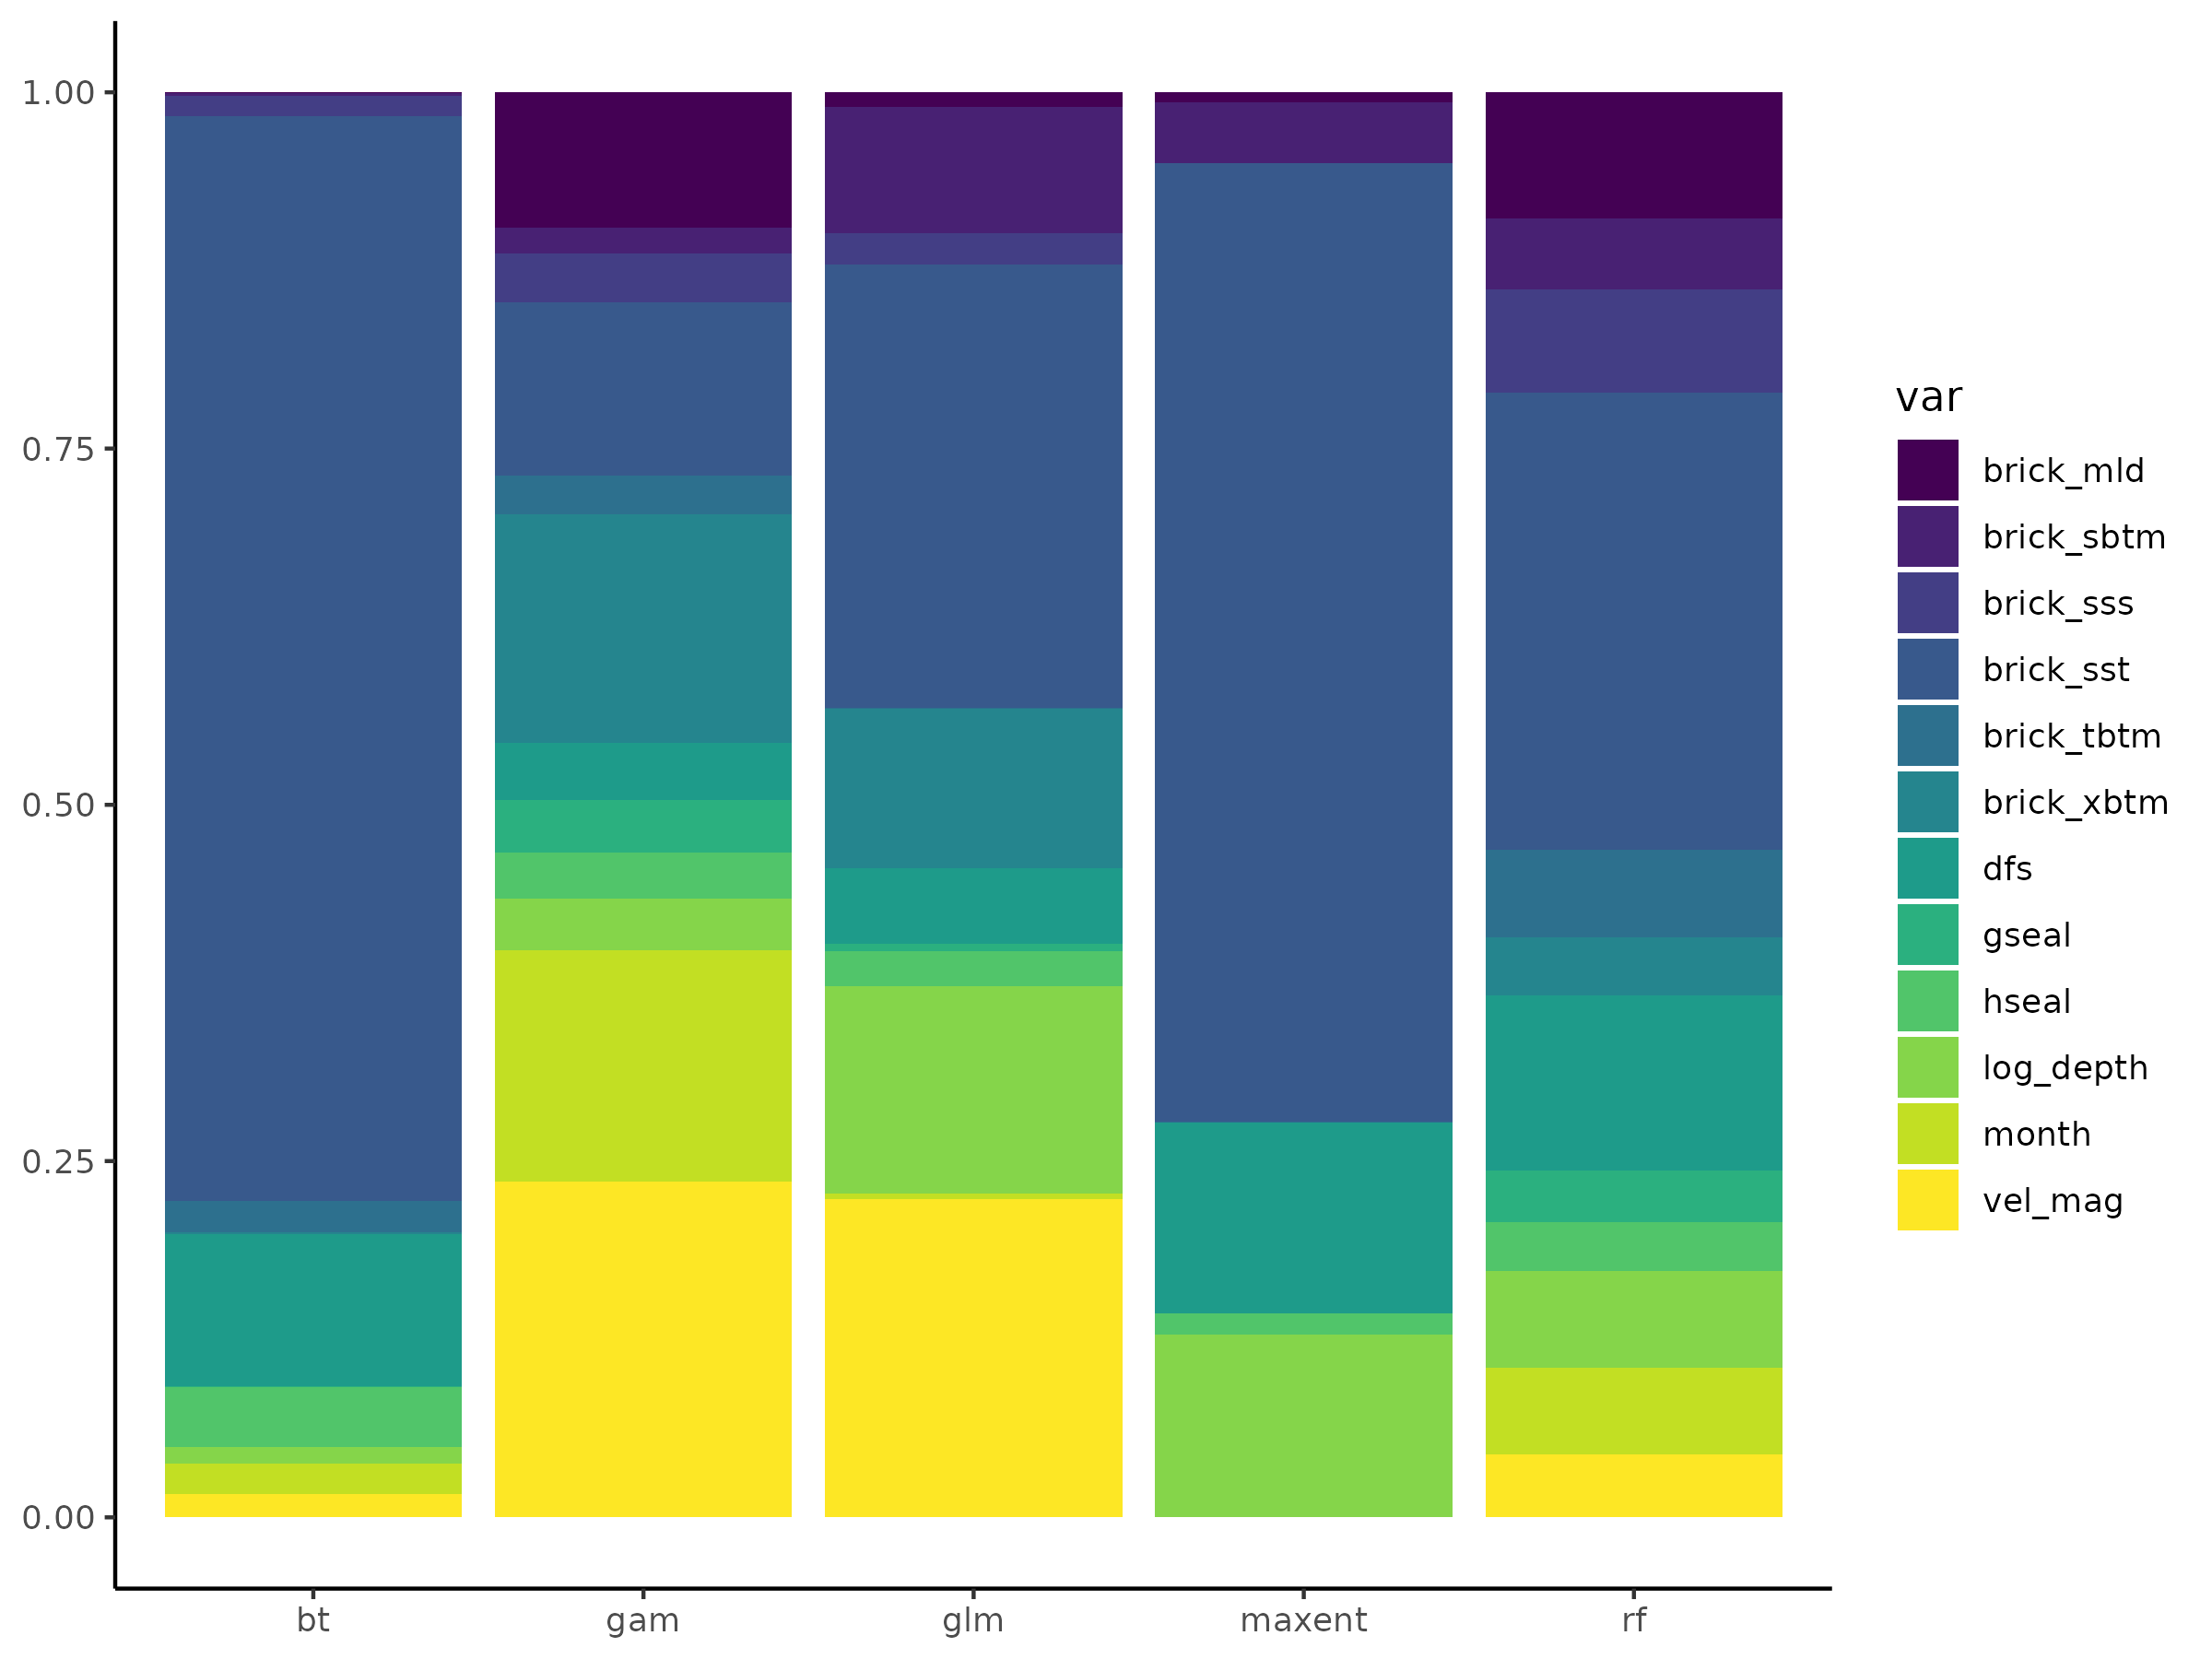 1.00
0.75
0.50
0.25
0.00
bt
gam
glm
maxent
rf
var
brick_mld
brick_sbtm
brick_sss
brick_sst
brick_tbtm
brick_xbtm
dfs
gseal
hseal
log_depth
month
vel_mag